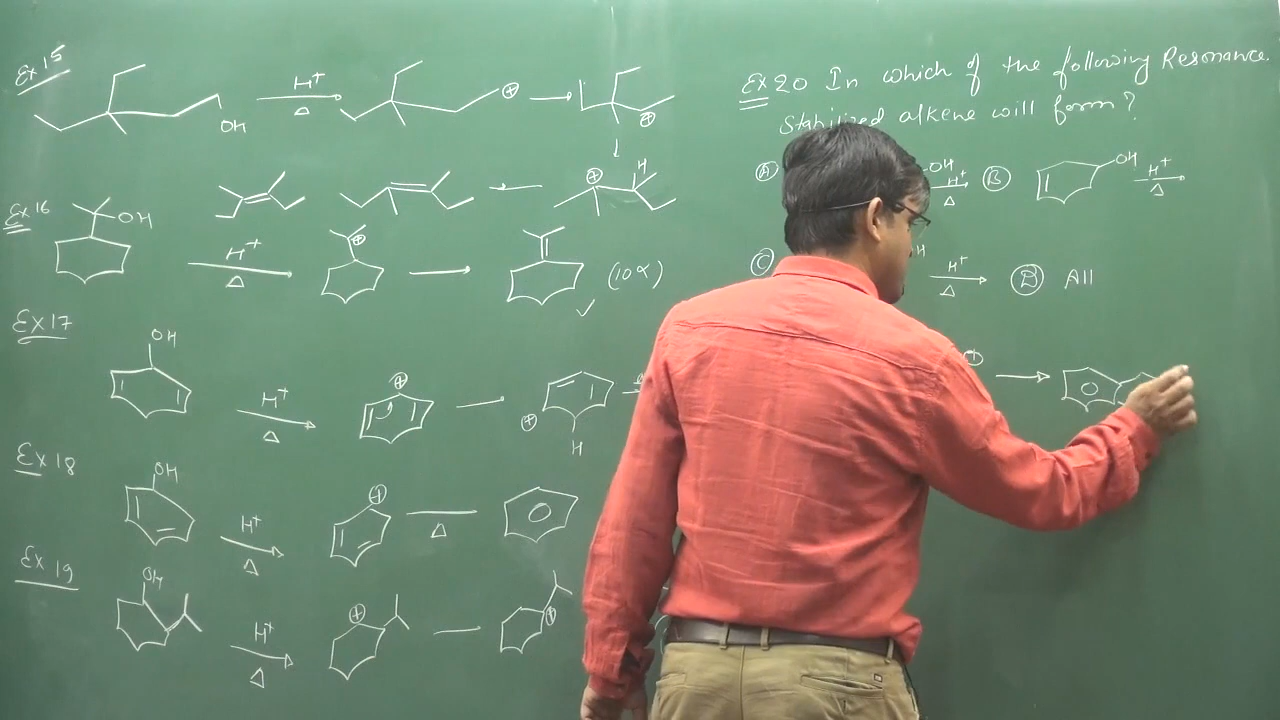 Ex 15
H⁺
Δ
OH
⊕
⊕
Ex 16
OH
H⁺
Δ
⊕
⊕
H
(10α)
✓
Ex 17
OH
H⁺
Δ
⊕
⊕
H
Ex 18
OH
H⁺
Δ
⊕
Δ
Ex 19
OH
H⁺
Δ
⊕
⊕
Ex 20 In which of the following Resonance.
Stabilized alkene will form?
(A) OH H⁺ Δ (B) OH H⁺ Δ
(C) H H⁺ Δ (D) All